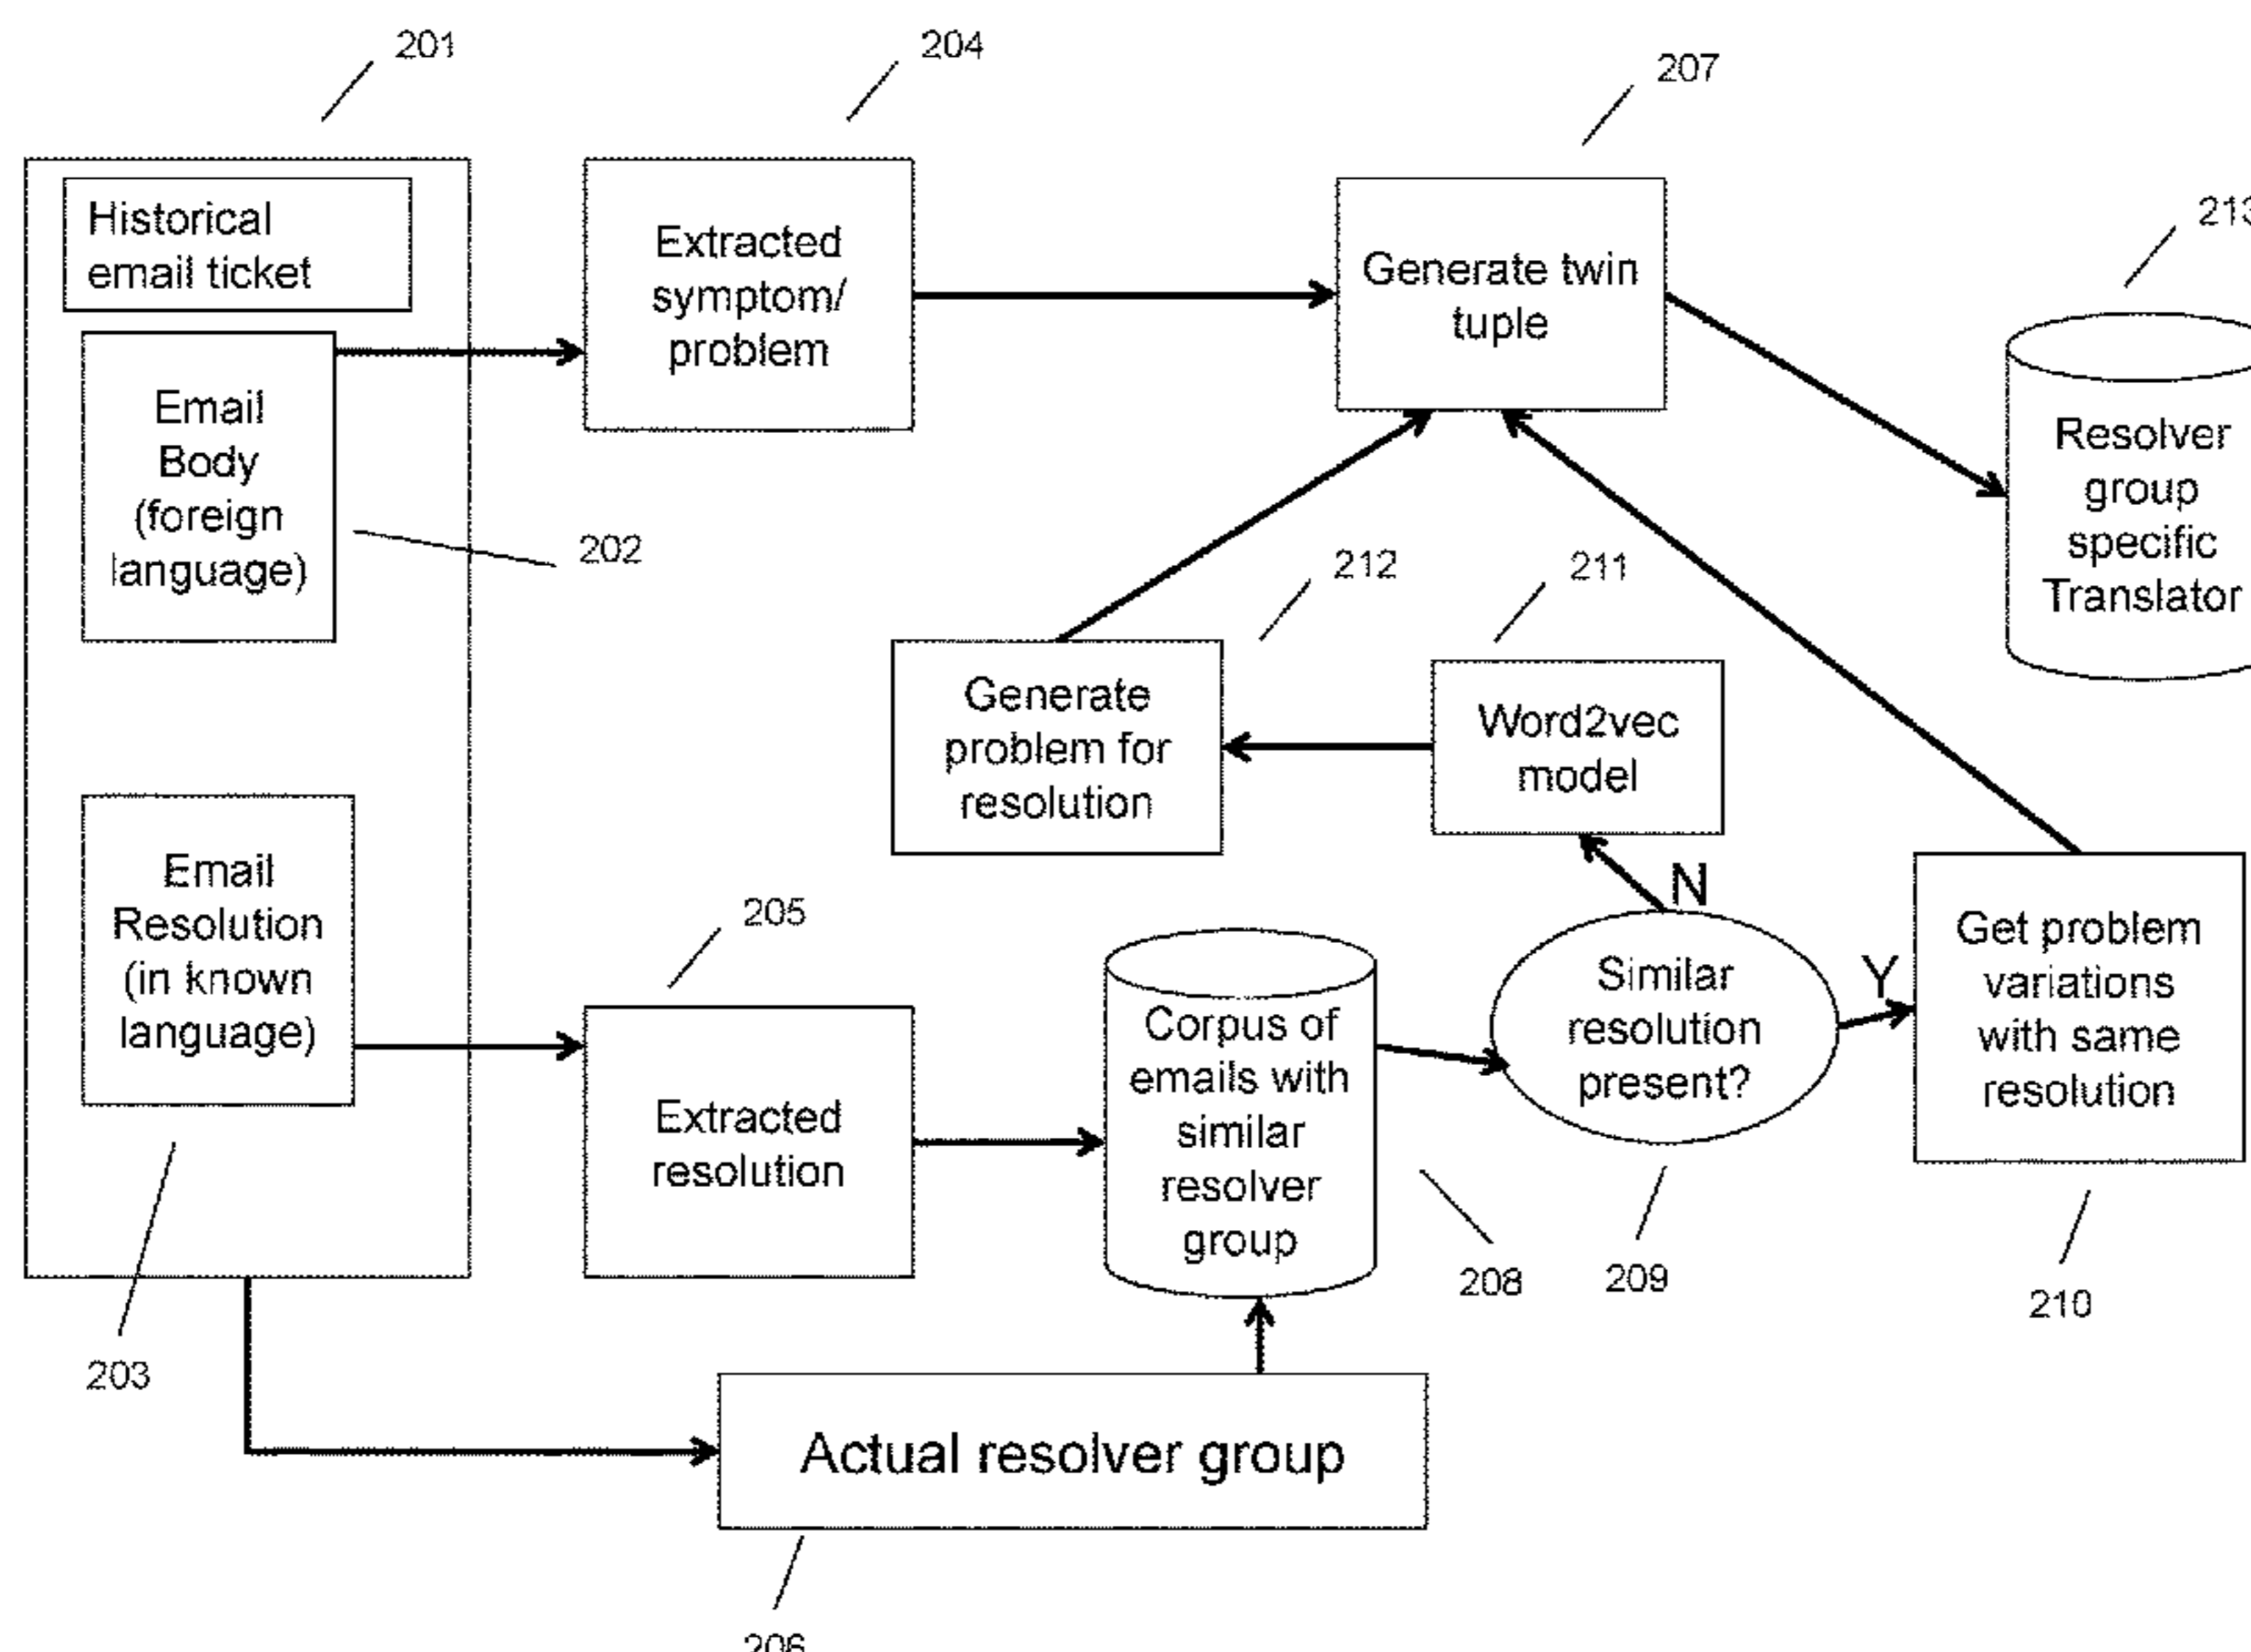 201
204
207
213
Historical
email ticket
Extracted
symptom/
problem
Generate twin
tuple
Email
Body
(foreign
language)
202
Resolver
group
specific
Translator
212
211
Generate
problem for
resolution
Word2vec
model
N
Email
Resolution
(in known
language)
205
Extracted
resolution
Corpus of
emails with
similar
resolver
group
Similar
resolution
present?
Y
Get problem
variations
with same
resolution
208
209
210
203
Actual resolver group
206